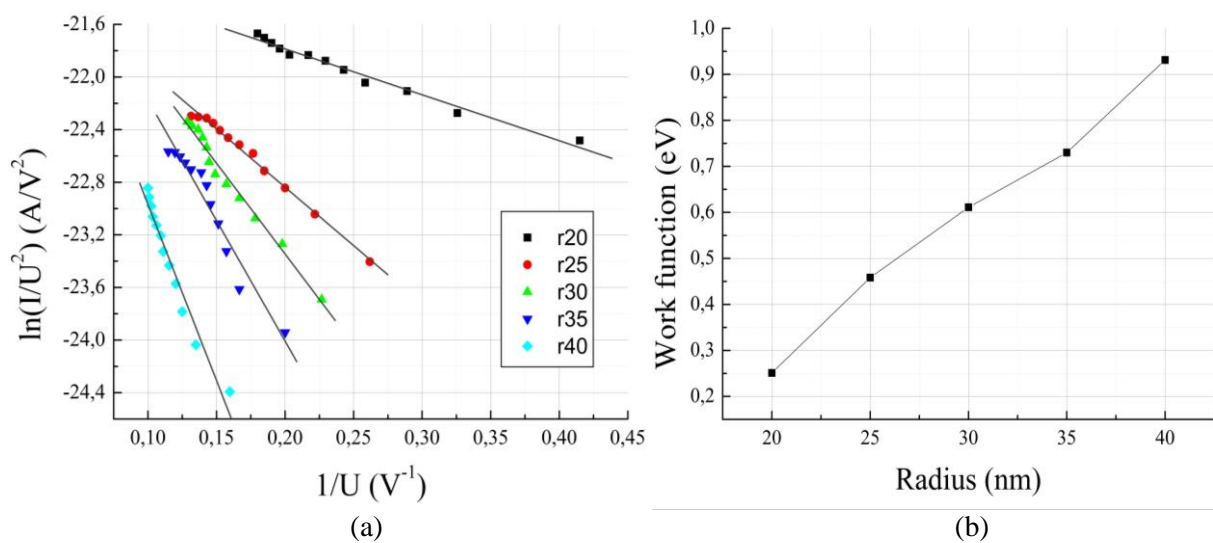 -21,6
-22,0
-22,4
-22,8
-23,2
-23,6
-24,0
-24,4
ln(I/U²) (A/V²)
r20
r25
r30
r35
r40
0,10 0,15 0,20 0,25 0,30 0,35 0,40 0,45
1/U (V⁻¹)
(a)
1,0
0,9
0,8
0,7
0,6
0,5
0,4
0,3
0,2
Work function (eV)
20 25 30 35 40
Radius (nm)
(b)